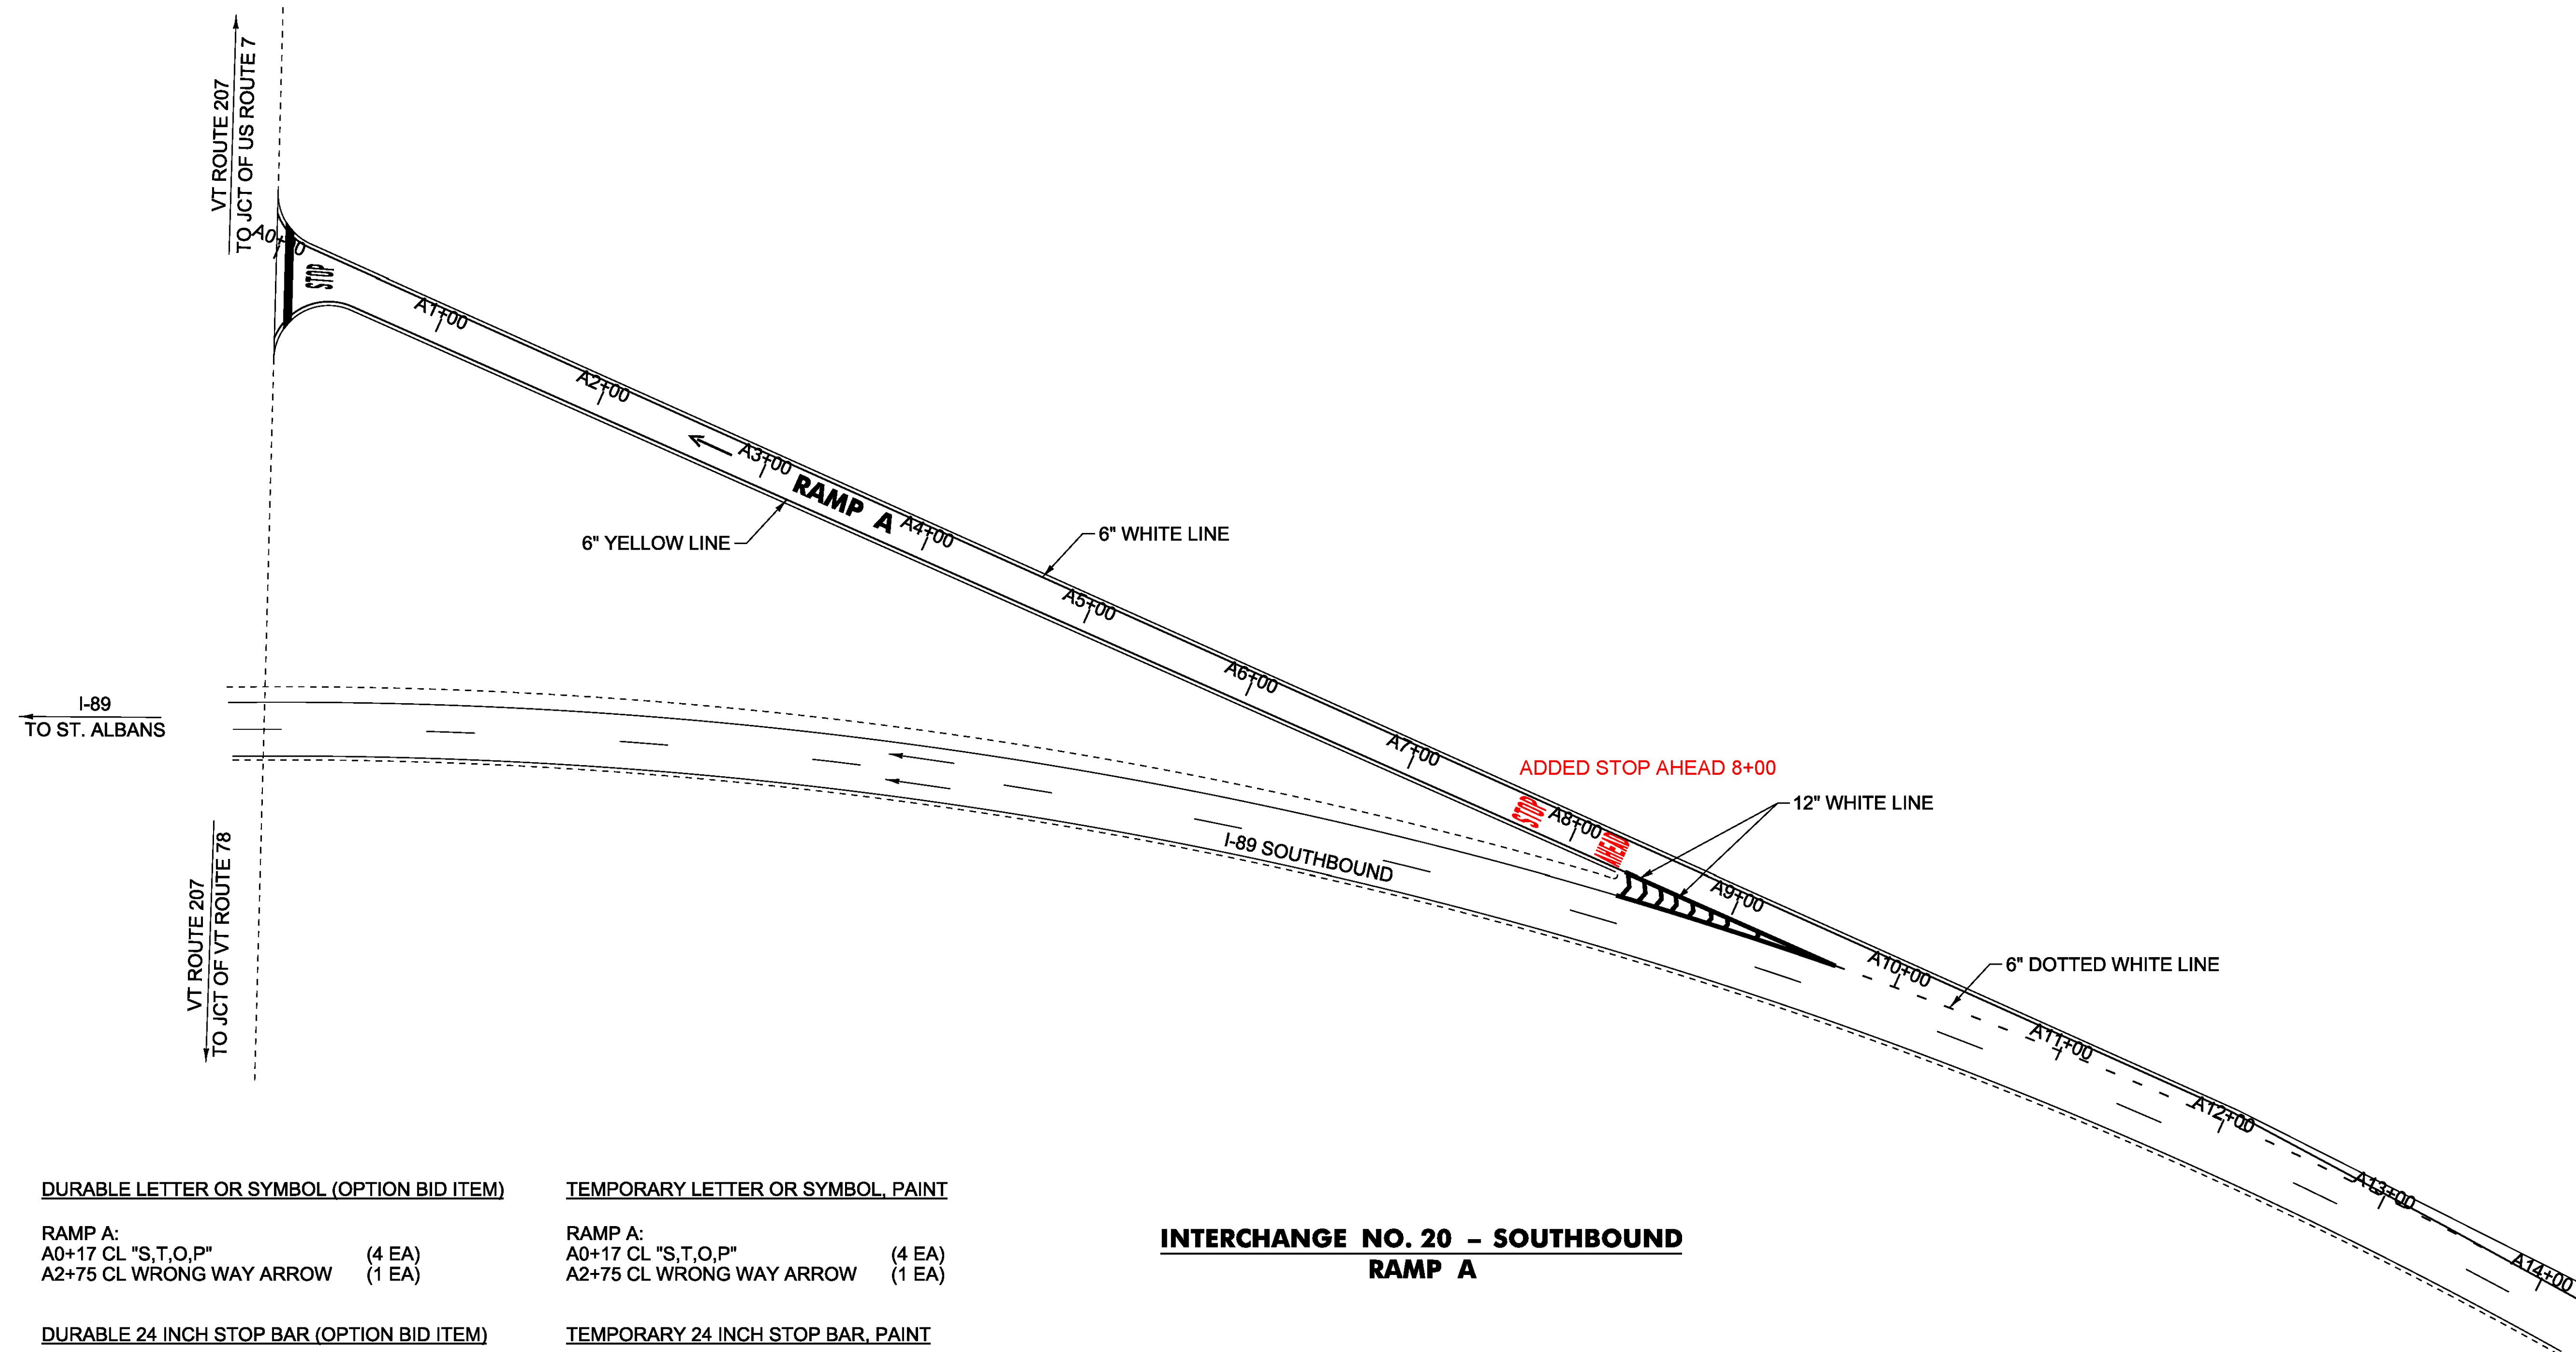 VT ROUTE 207
TO JCT OF US ROUTE 7
A0+00
STOP
A1+00
A2+00
A3+00
RAMP A
A4+00
6" YELLOW LINE
6" WHITE LINE
A5+00
A6+00
I-89
TO ST. ALBANS
A7+00
ADDED STOP AHEAD 8+00
STOP
A8+00
AHEAD
12" WHITE LINE
I-89 SOUTHBOUND
A9+00
VT ROUTE 207
TO JCT OF VT ROUTE 78
A10+00
6" DOTTED WHITE LINE
A11+00
A12+00
A13+00
A14+00
DURABLE LETTER OR SYMBOL (OPTION BID ITEM)
RAMP A:
A0+17 CL "S,T,O,P" (4 EA)
A2+75 CL WRONG WAY ARROW (1 EA)
DURABLE 24 INCH STOP BAR (OPTION BID ITEM)
TEMPORARY LETTER OR SYMBOL, PAINT
RAMP A:
A0+17 CL "S,T,O,P" (4 EA)
A2+75 CL WRONG WAY ARROW (1 EA)
TEMPORARY 24 INCH STOP BAR, PAINT
INTERCHANGE NO. 20 – SOUTHBOUND
RAMP A